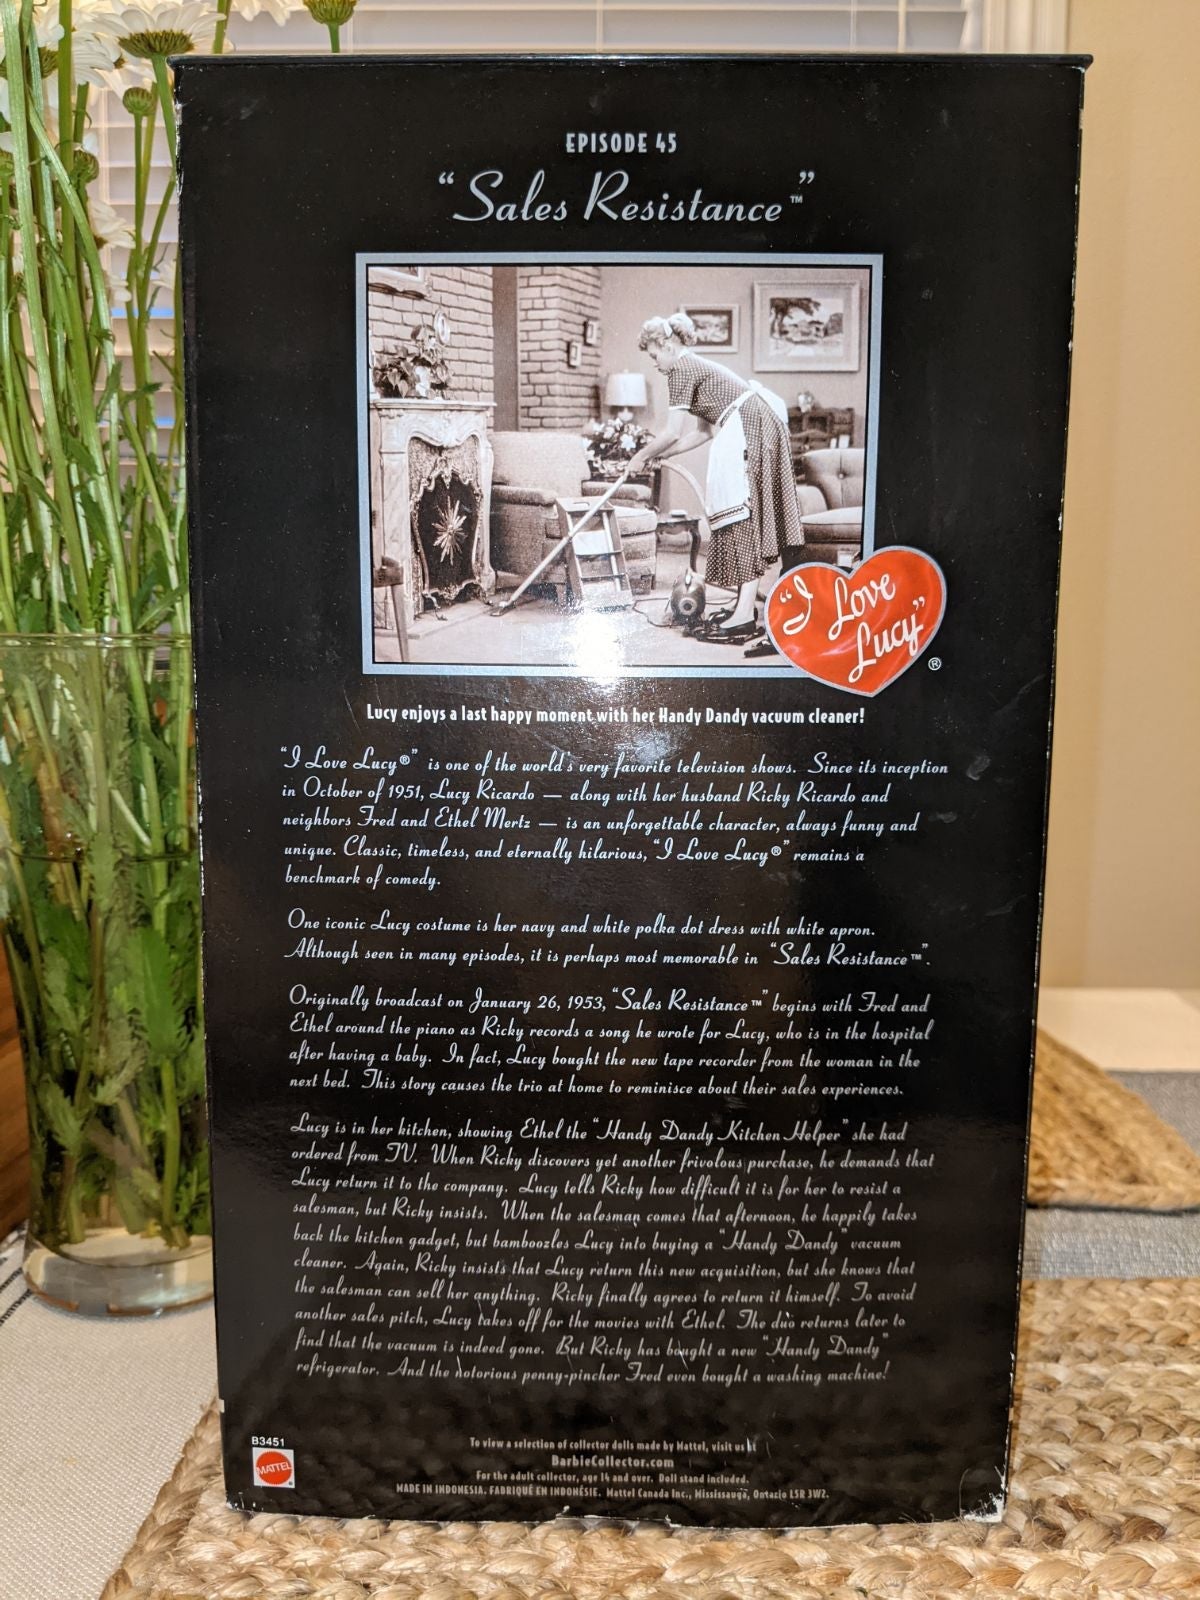 EPISODE 45
"Sales Resistance™"
"I Love Lucy"®
Lucy enjoys a last happy moment with her Handy Dandy vacuum cleaner!
"I Love Lucy®" is one of the world's very favorite television shows. Since its inception
in October of 1951, Lucy Ricardo — along with her husband Ricky Ricardo and
neighbors Fred and Ethel Mertz — is an unforgettable character, always funny and
unique. Classic, timeless, and eternally hilarious, "I Love Lucy®" remains a
benchmark of comedy.
One iconic Lucy costume is her navy and white polka dot dress with white apron.
Although seen in many episodes, it is perhaps most memorable in "Sales Resistance™".
Originally broadcast on January 26, 1953, "Sales Resistance™" begins with Fred and
Ethel around the piano as Ricky records a song he wrote for Lucy, who is in the hospital
after having a baby. In fact, Lucy bought the new tape recorder from the woman in the
next bed. This story causes the trio at home to reminisce about their sales experiences.
Lucy is in her kitchen, showing Ethel the "Handy Dandy Kitchen Helper" she had
ordered from TV. When Ricky discovers yet another frivolous purchase, he demands that
Lucy return it to the company. Lucy tells Ricky how difficult it is for her to resist a
salesman, but Ricky insists. When the salesman comes that afternoon, he happily takes
back the kitchen gadget, but bamboozles Lucy into buying a "Handy Dandy" vacuum
cleaner. Again, Ricky insists that Lucy return this new acquisition, but she knows that
the salesman can sell her anything. Ricky finally agrees to return it himself. To avoid
another sales pitch, Lucy takes off for the movies with Ethel. The duo returns later to
find that the vacuum is indeed gone. But Ricky has bought a new "Handy Dandy"
refrigerator. And the notorious penny-pincher Fred even bought a washing machine!
B3451
MATTEL
To view a selection of collector dolls made by Mattel, visit us at
BarbieCollector.com
For the adult collector, age 14 and over. Doll stand included.
MADE IN INDONESIA. FABRIQUÉ EN INDONÉSIE. Mattel Canada Inc., Mississauga, Ontario L5R 3W2.